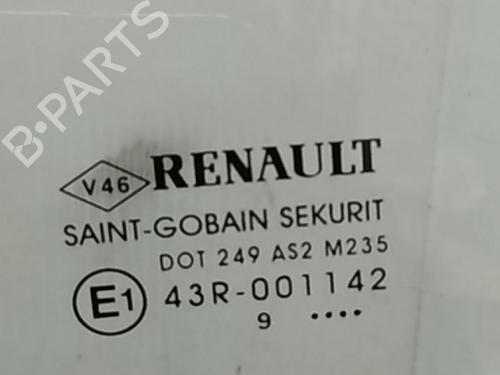 B-PARTS
V46 RENAULT
SAINT-GOBAIN SEKURIT
DOT 249 AS2 M235
E1 43R-001142
9 ....